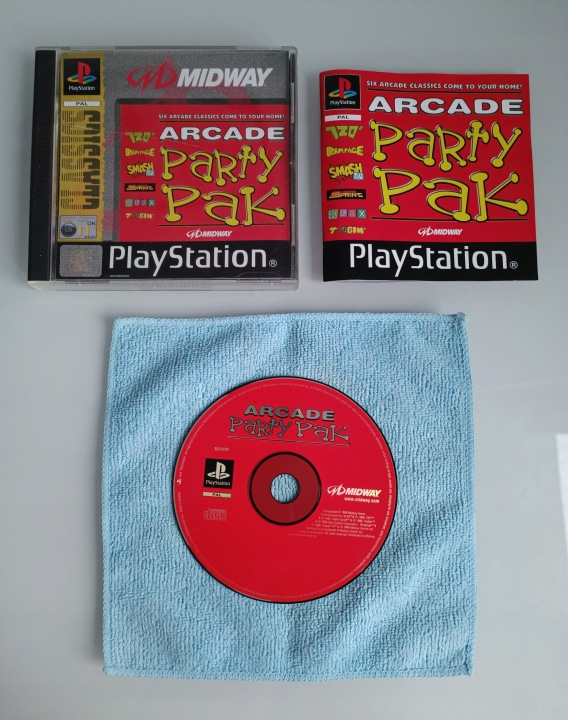 PlayStation
PAL
CLASSICS
MIDWAY
SIX ARCADE CLASSICS COME TO YOUR HOME!
ARCADE
PARTY
PAK
720°
RAMPAGE
SMASH TV
SPRINT
KLAX
TOOBIN'
MIDWAY
PlayStation®
PlayStation
PAL
SIX ARCADE CLASSICS COME TO YOUR HOME!
ARCADE
PARTY
PAK
720°
RAMPAGE
SMASH TV
SPRINT
KLAX
TOOBIN'
MIDWAY
PlayStation®
ARCADE
PARTY PAK
PlayStation
PAL
MIDWAY
www.midway.com